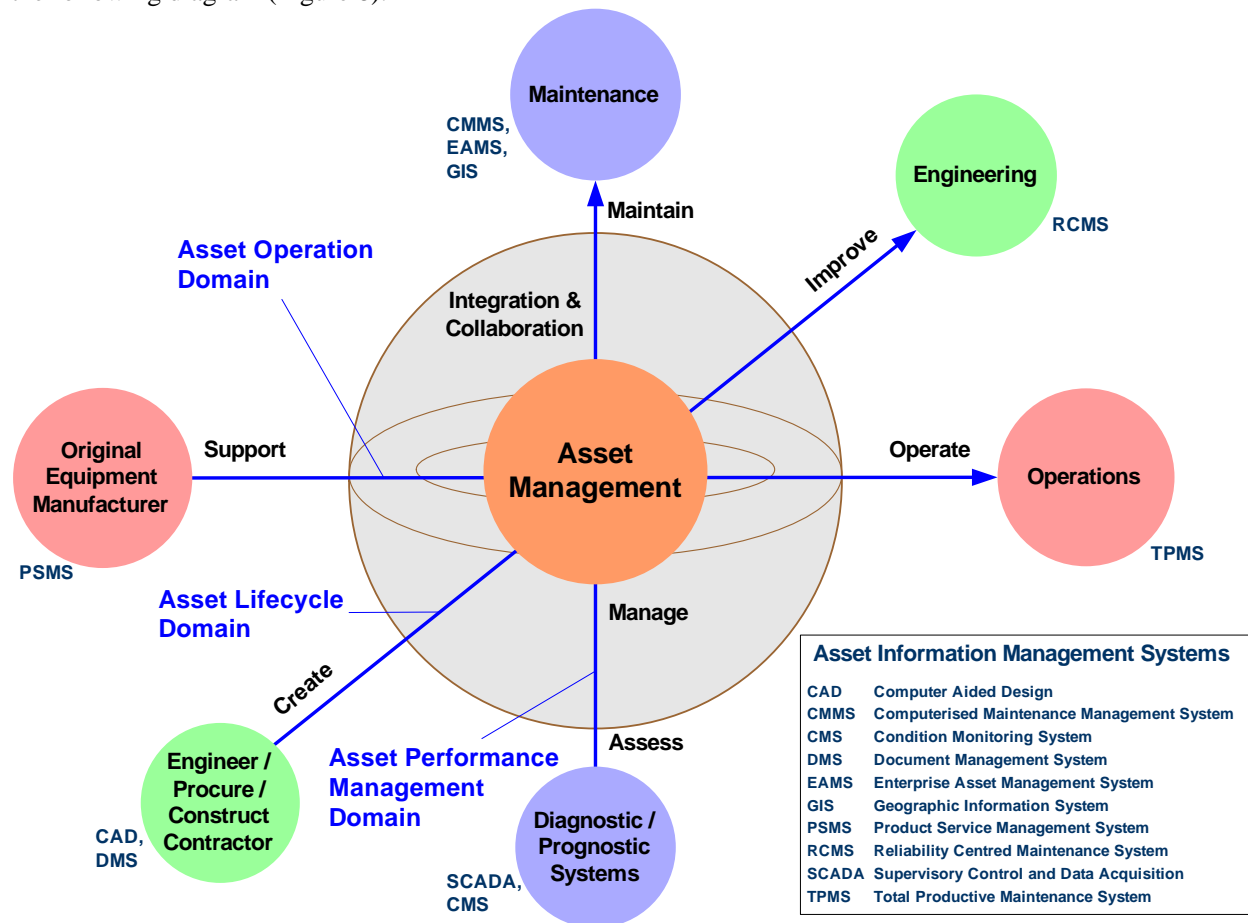 Maintenance
CMMS,
EAMS,
GIS
Engineering
RCMS
Maintain
Improve
Asset Operation
Domain
Integration &
Collaboration
Original
Equipment
Manufacturer
PSMS
Support
Asset
Management
Operate
Operations
TPMS
Asset Lifecycle
Domain
Manage
Create
Assess
Asset Performance
Management
Domain
Engineer /
Procure /
Construct
Contractor
CAD,
DMS
Diagnostic /
Prognostic
Systems
SCADA,
CMS
Asset Information Management Systems
CAD Computer Aided Design
CMMS Computerised Maintenance Management System
CMS Condition Monitoring System
DMS Document Management System
EAMS Enterprise Asset Management System
GIS Geographic Information System
PSMS Product Service Management System
RCMS Reliability Centred Maintenance System
SCADA Supervisory Control and Data Acquisition
TPMS Total Productive Maintenance System